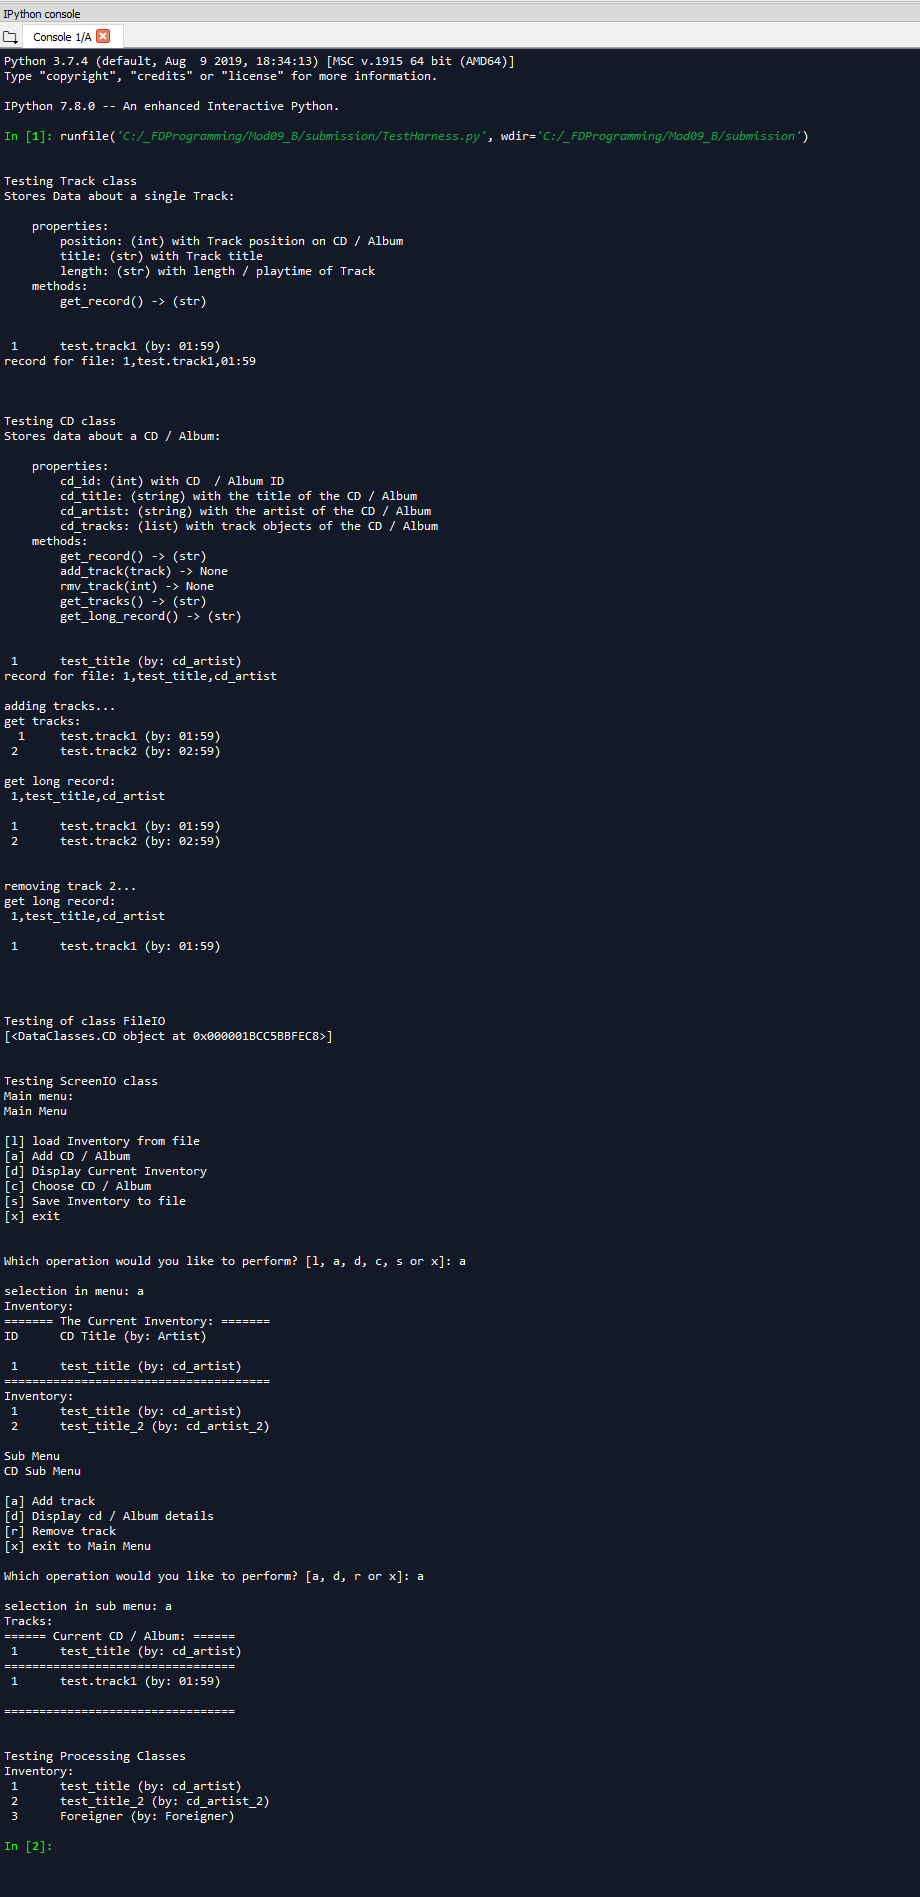 IPython console
Console 1/A
Python 3.7.4 (default, Aug  9 2019, 18:34:13) [MSC v.1915 64 bit (AMD64)]
Type "copyright", "credits" or "license" for more information.
IPython 7.8.0 -- An enhanced Interactive Python.
In [1]: runfile('C:/_FDProgramming/Mod09_B/submission/TestHarness.py', wdir='C:/_FDProgramming/Mod09_B/submission')
Testing Track class
Stores Data about a single Track:
properties:
position: (int) with Track position on CD / Album
title: (str) with Track title
length: (str) with length / playtime of Track
methods:
get_record() -> (str)
1      test.track1 (by: 01:59)
record for file: 1,test.track1,01:59
Testing CD class
Stores data about a CD / Album:
properties:
cd_id: (int) with CD  / Album ID
cd_title: (string) with the title of the CD / Album
cd_artist: (string) with the artist of the CD / Album
cd_tracks: (list) with track objects of the CD / Album
methods:
get_record() -> (str)
add_track(track) -> None
rmv_track(int) -> None
get_tracks() -> (str)
get_long_record() -> (str)
1      test_title (by: cd_artist)
record for file: 1,test_title,cd_artist
adding tracks...
get tracks:
1     test.track1 (by: 01:59)
2      test.track2 (by: 02:59)
get long record:
1,test_title,cd_artist
1      test.track1 (by: 01:59)
2      test.track2 (by: 02:59)
removing track 2...
get long record:
1,test_title,cd_artist
1      test.track1 (by: 01:59)
Testing of class FileIO
[<DataClasses.CD object at 0x000001BCC5BBFEC8>]
Testing ScreenIO class
Main menu:
Main Menu
[l] load Inventory from file
[a] Add CD / Album
[d] Display Current Inventory
[c] Choose CD / Album
[s] Save Inventory to file
[x] exit
Which operation would you like to perform? [l, a, d, c, s or x]: a
selection in menu: a
Inventory:
======= The Current Inventory: =======
ID      CD Title (by: Artist)
1      test_title (by: cd_artist)
======================================
Inventory:
1      test_title (by: cd_artist)
2      test_title_2 (by: cd_artist_2)
Sub Menu
CD Sub Menu
[a] Add track
[d] Display cd / Album details
[r] Remove track
[x] exit to Main Menu
Which operation would you like to perform? [a, d, r or x]: a
selection in sub menu: a
Tracks:
====== Current CD / Album: ======
1      test_title (by: cd_artist)
=================================
1      test.track1 (by: 01:59)
=================================
Testing Processing Classes
Inventory:
1      test_title (by: cd_artist)
2      test_title_2 (by: cd_artist_2)
3      Foreigner (by: Foreigner)
In [2]: